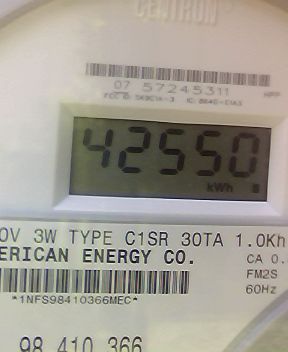 CENTRON
07 57245311
42550
kWh
0V 3W TYPE C1SR 30TA 1.0Kh
ERICAN ENERGY CO.
CA 0.
FM2S
*1NFS98410366MEC*
60Hz
98 410 366